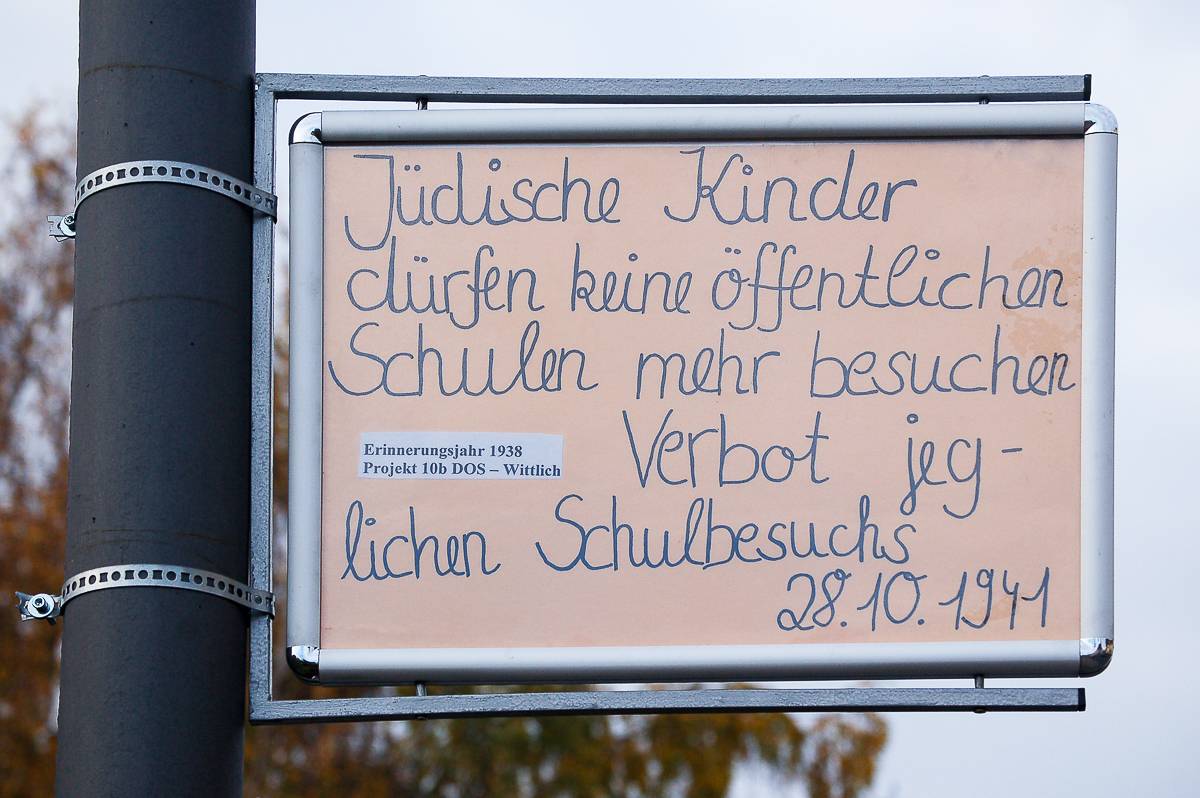 Jüdische Kinder
dürfen keine öffentlichen
Schulen mehr besuchen
Erinnerungsjahr 1938
Projekt 10b DOS – Wittlich
Verbot jeg-
lichen Schulbesuchs
28.10.1941